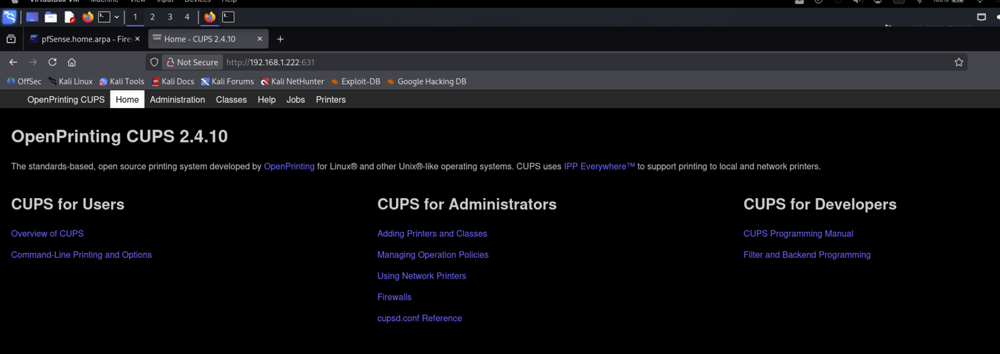 VirtualBox VM Machine View Input Devices Help
1 2 3 4
pfSense.home.arpa - Fire
Home - CUPS 2.4.10
Not Secure http://192.168.1.222:631
OffSec Kali Linux Kali Tools Kali Docs Kali Forums Kali NetHunter Exploit-DB Google Hacking DB
OpenPrinting CUPS Home Administration Classes Help Jobs Printers
OpenPrinting CUPS 2.4.10
The standards-based, open source printing system developed by OpenPrinting for Linux® and other Unix®-like operating systems. CUPS uses IPP Everywhere™ to support printing to local and network printers.
CUPS for Users
Overview of CUPS
Command-Line Printing and Options
CUPS for Administrators
Adding Printers and Classes
Managing Operation Policies
Using Network Printers
Firewalls
cupsd.conf Reference
CUPS for Developers
CUPS Programming Manual
Filter and Backend Programming